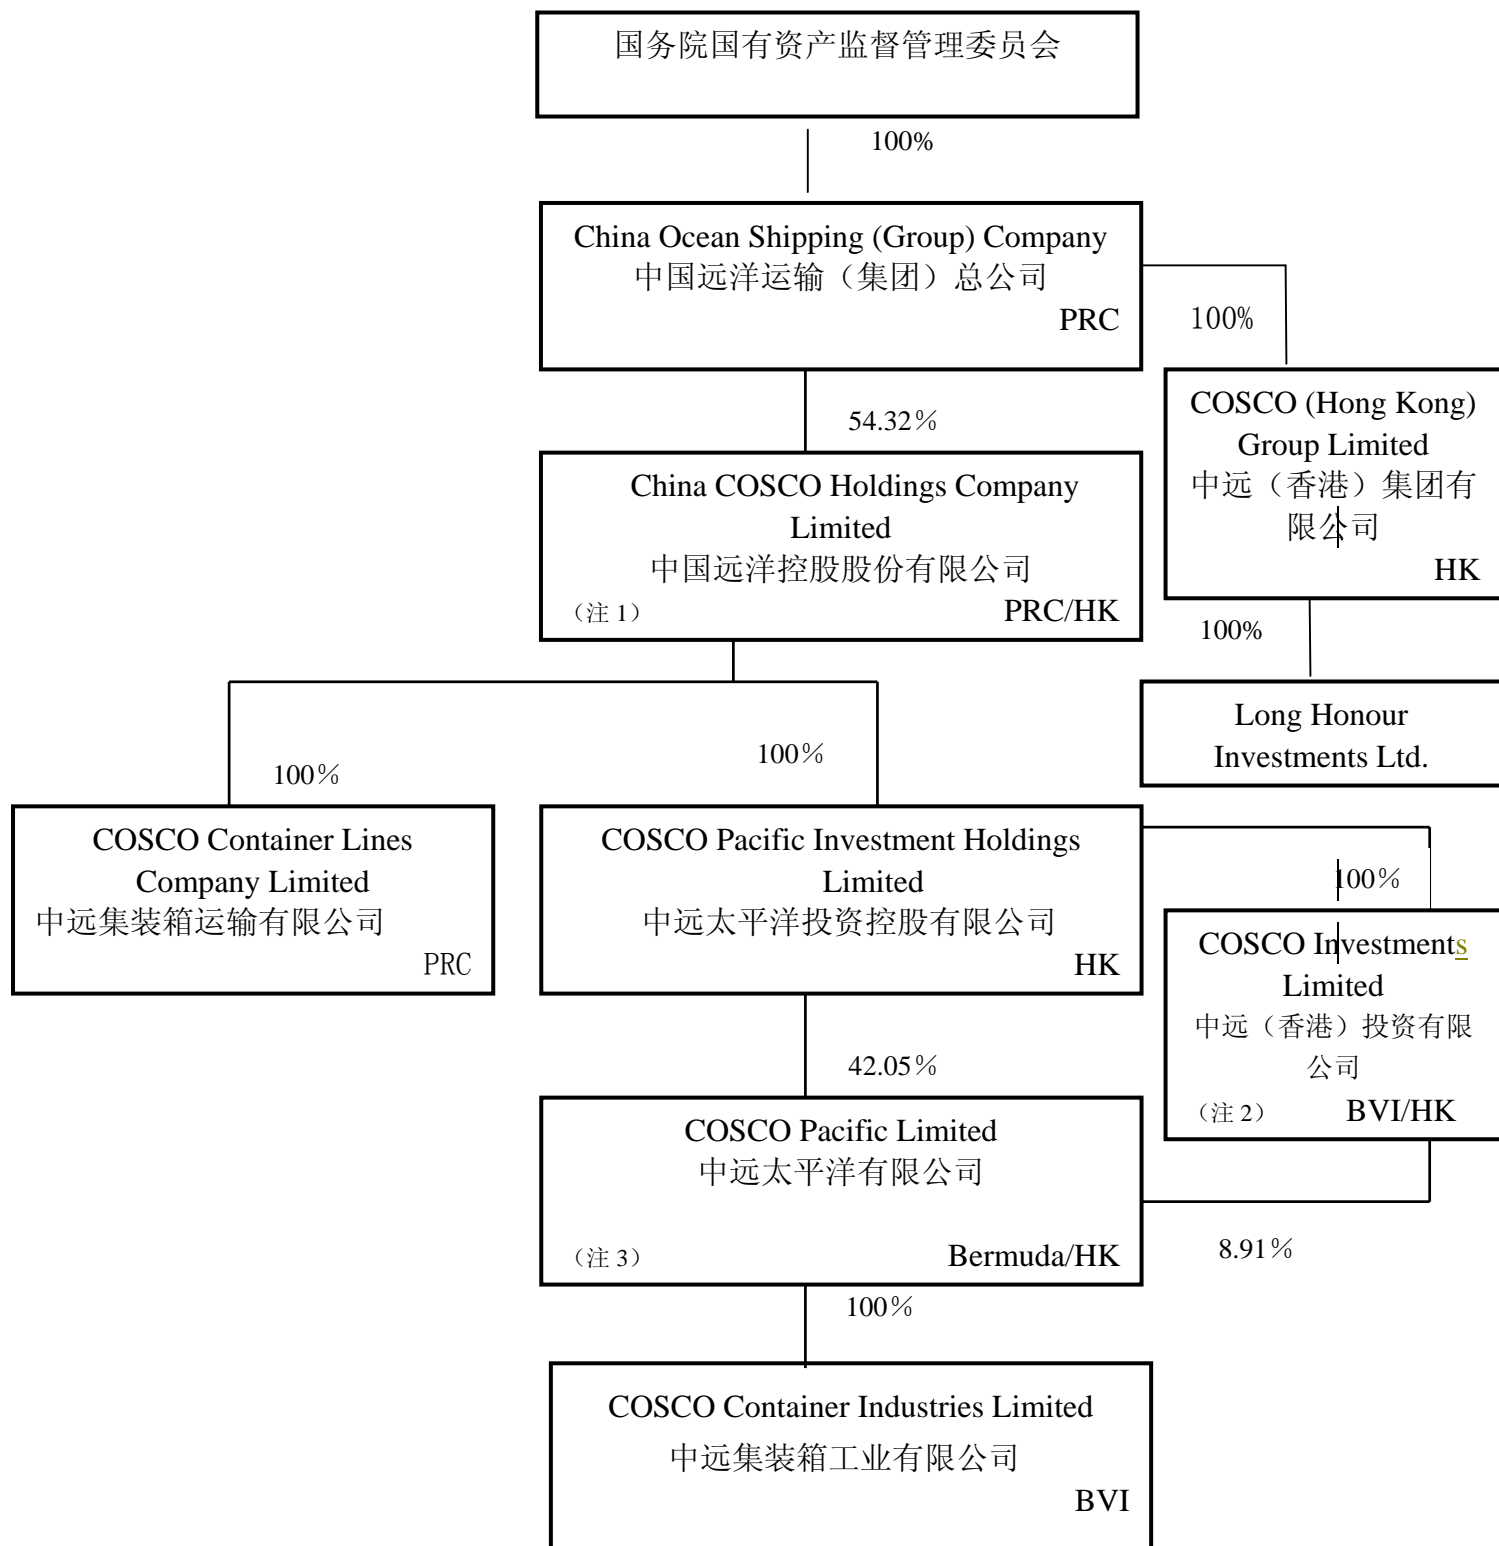 国务院国有资产监督管理委员会
100%
China Ocean Shipping (Group) Company
中国远洋运输（集团）总公司
PRC
100%
54.32％
COSCO (Hong Kong)
Group Limited
中远（香港）集团有
限公司
HK
China COSCO Holdings Company
Limited
中国远洋控股股份有限公司
（注 1） PRC/HK
100%
Long Honour
Investments Ltd.
100％
100％
COSCO Container Lines
Company Limited
中远集装箱运输有限公司
PRC
COSCO Pacific Investment Holdings
Limited
中远太平洋投资控股有限公司
HK
100％
COSCO Investments
Limited
中远（香港）投资有限
公司
（注 2） BVI/HK
42.05％
COSCO Pacific Limited
中远太平洋有限公司
（注 3） Bermuda/HK
8.91％
100％
COSCO Container Industries Limited
中远集装箱工业有限公司
BVI